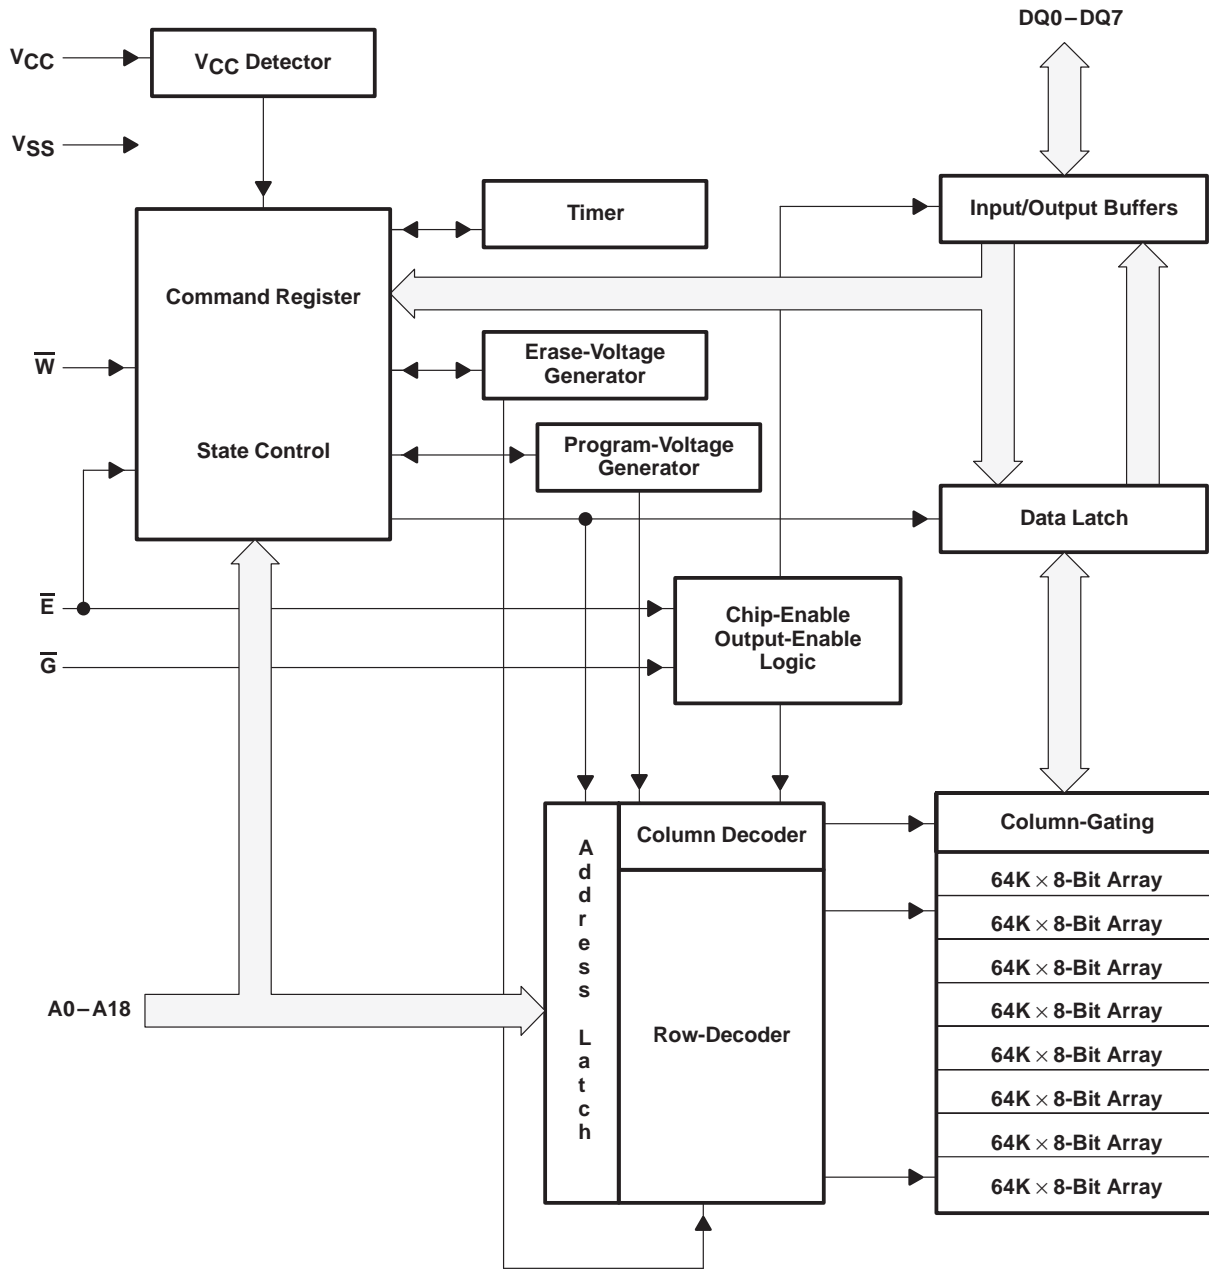 DQ0–DQ7
VCC
VCC Detector
VSS
Timer
Input/Output Buffers
Command Register
W̅
Erase-Voltage
Generator
State Control
Program-Voltage
Generator
Data Latch
E̅
Chip-Enable
Output-Enable
Logic
G̅
Address Latch
Column Decoder
Column-Gating
64K × 8-Bit Array
64K × 8-Bit Array
64K × 8-Bit Array
64K × 8-Bit Array
64K × 8-Bit Array
64K × 8-Bit Array
64K × 8-Bit Array
64K × 8-Bit Array
A0–A18
Row-Decoder